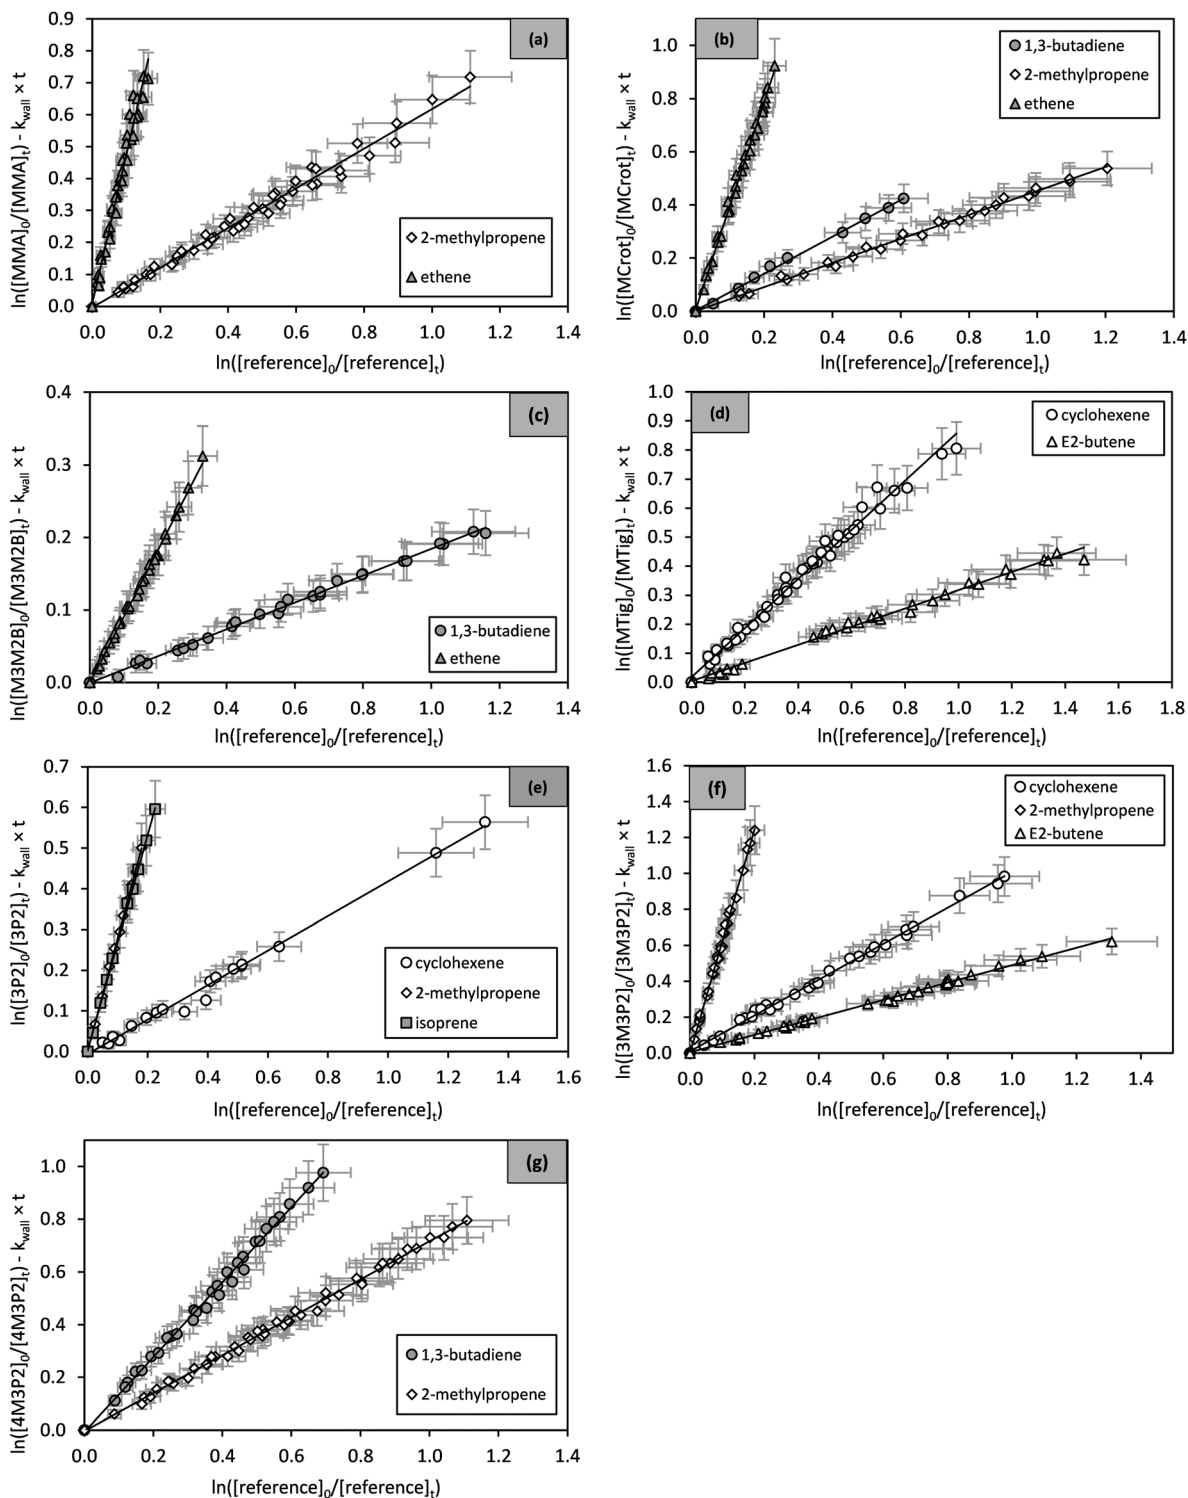 (a)
ln([MMA]₀/[MMA]ₜ) - k_wall × t
0.9
0.8
0.7
0.6
0.5
0.4
0.3
0.2
0.1
0.0
2-methylpropene
ethene
0.0 0.2 0.4 0.6 0.8 1.0 1.2 1.4
ln([reference]₀/[reference]ₜ)
(b)
ln([MCrot]₀/[MCrot]ₜ) - k_wall × t
1.0
0.8
0.6
0.4
0.2
0.0
1,3-butadiene
2-methylpropene
ethene
0.0 0.2 0.4 0.6 0.8 1.0 1.2 1.4
ln([reference]₀/[reference]ₜ)
(c)
ln([M3M2B]₀/[M3M2B]ₜ) - k_wall × t
0.4
0.3
0.2
0.1
0.0
1,3-butadiene
ethene
0.0 0.2 0.4 0.6 0.8 1.0 1.2 1.4
ln([reference]₀/[reference]ₜ)
(d)
ln([MTig]₀/[MTig]ₜ) - k_wall × t
1.0
0.9
0.8
0.7
0.6
0.5
0.4
0.3
0.2
0.1
0.0
cyclohexene
E2-butene
0.0 0.2 0.4 0.6 0.8 1.0 1.2 1.4 1.6 1.8
ln([reference]₀/[reference]ₜ)
(e)
ln([3P2]₀/[3P2]ₜ) - k_wall × t
0.7
0.6
0.5
0.4
0.3
0.2
0.1
0.0
cyclohexene
2-methylpropene
isoprene
0.0 0.2 0.4 0.6 0.8 1.0 1.2 1.4 1.6
ln([reference]₀/[reference]ₜ)
(f)
ln([3M3P2]₀/[3M3P2]ₜ) - k_wall × t
1.6
1.4
1.2
1.0
0.8
0.6
0.4
0.2
0.0
cyclohexene
2-methylpropene
E2-butene
0.0 0.2 0.4 0.6 0.8 1.0 1.2 1.4
ln([reference]₀/[reference]ₜ)
(g)
ln([4M3P2]₀/[4M3P2]ₜ) - k_wall × t
1.0
0.8
0.6
0.4
0.2
0.0
1,3-butadiene
2-methylpropene
0.0 0.2 0.4 0.6 0.8 1.0 1.2 1.4
ln([reference]₀/[reference]ₜ)